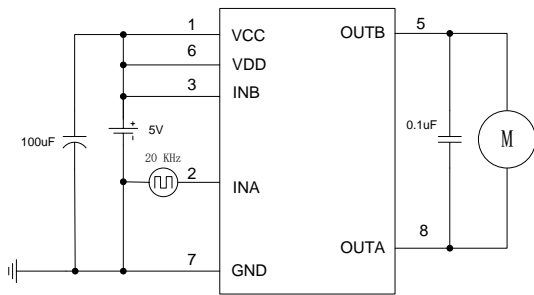 1 VCC OUTB 5
6 VDD
3 INB
+
-
5V
100uF
0.1uF
M
20 KHz
2 INA
8 OUTA
7 GND